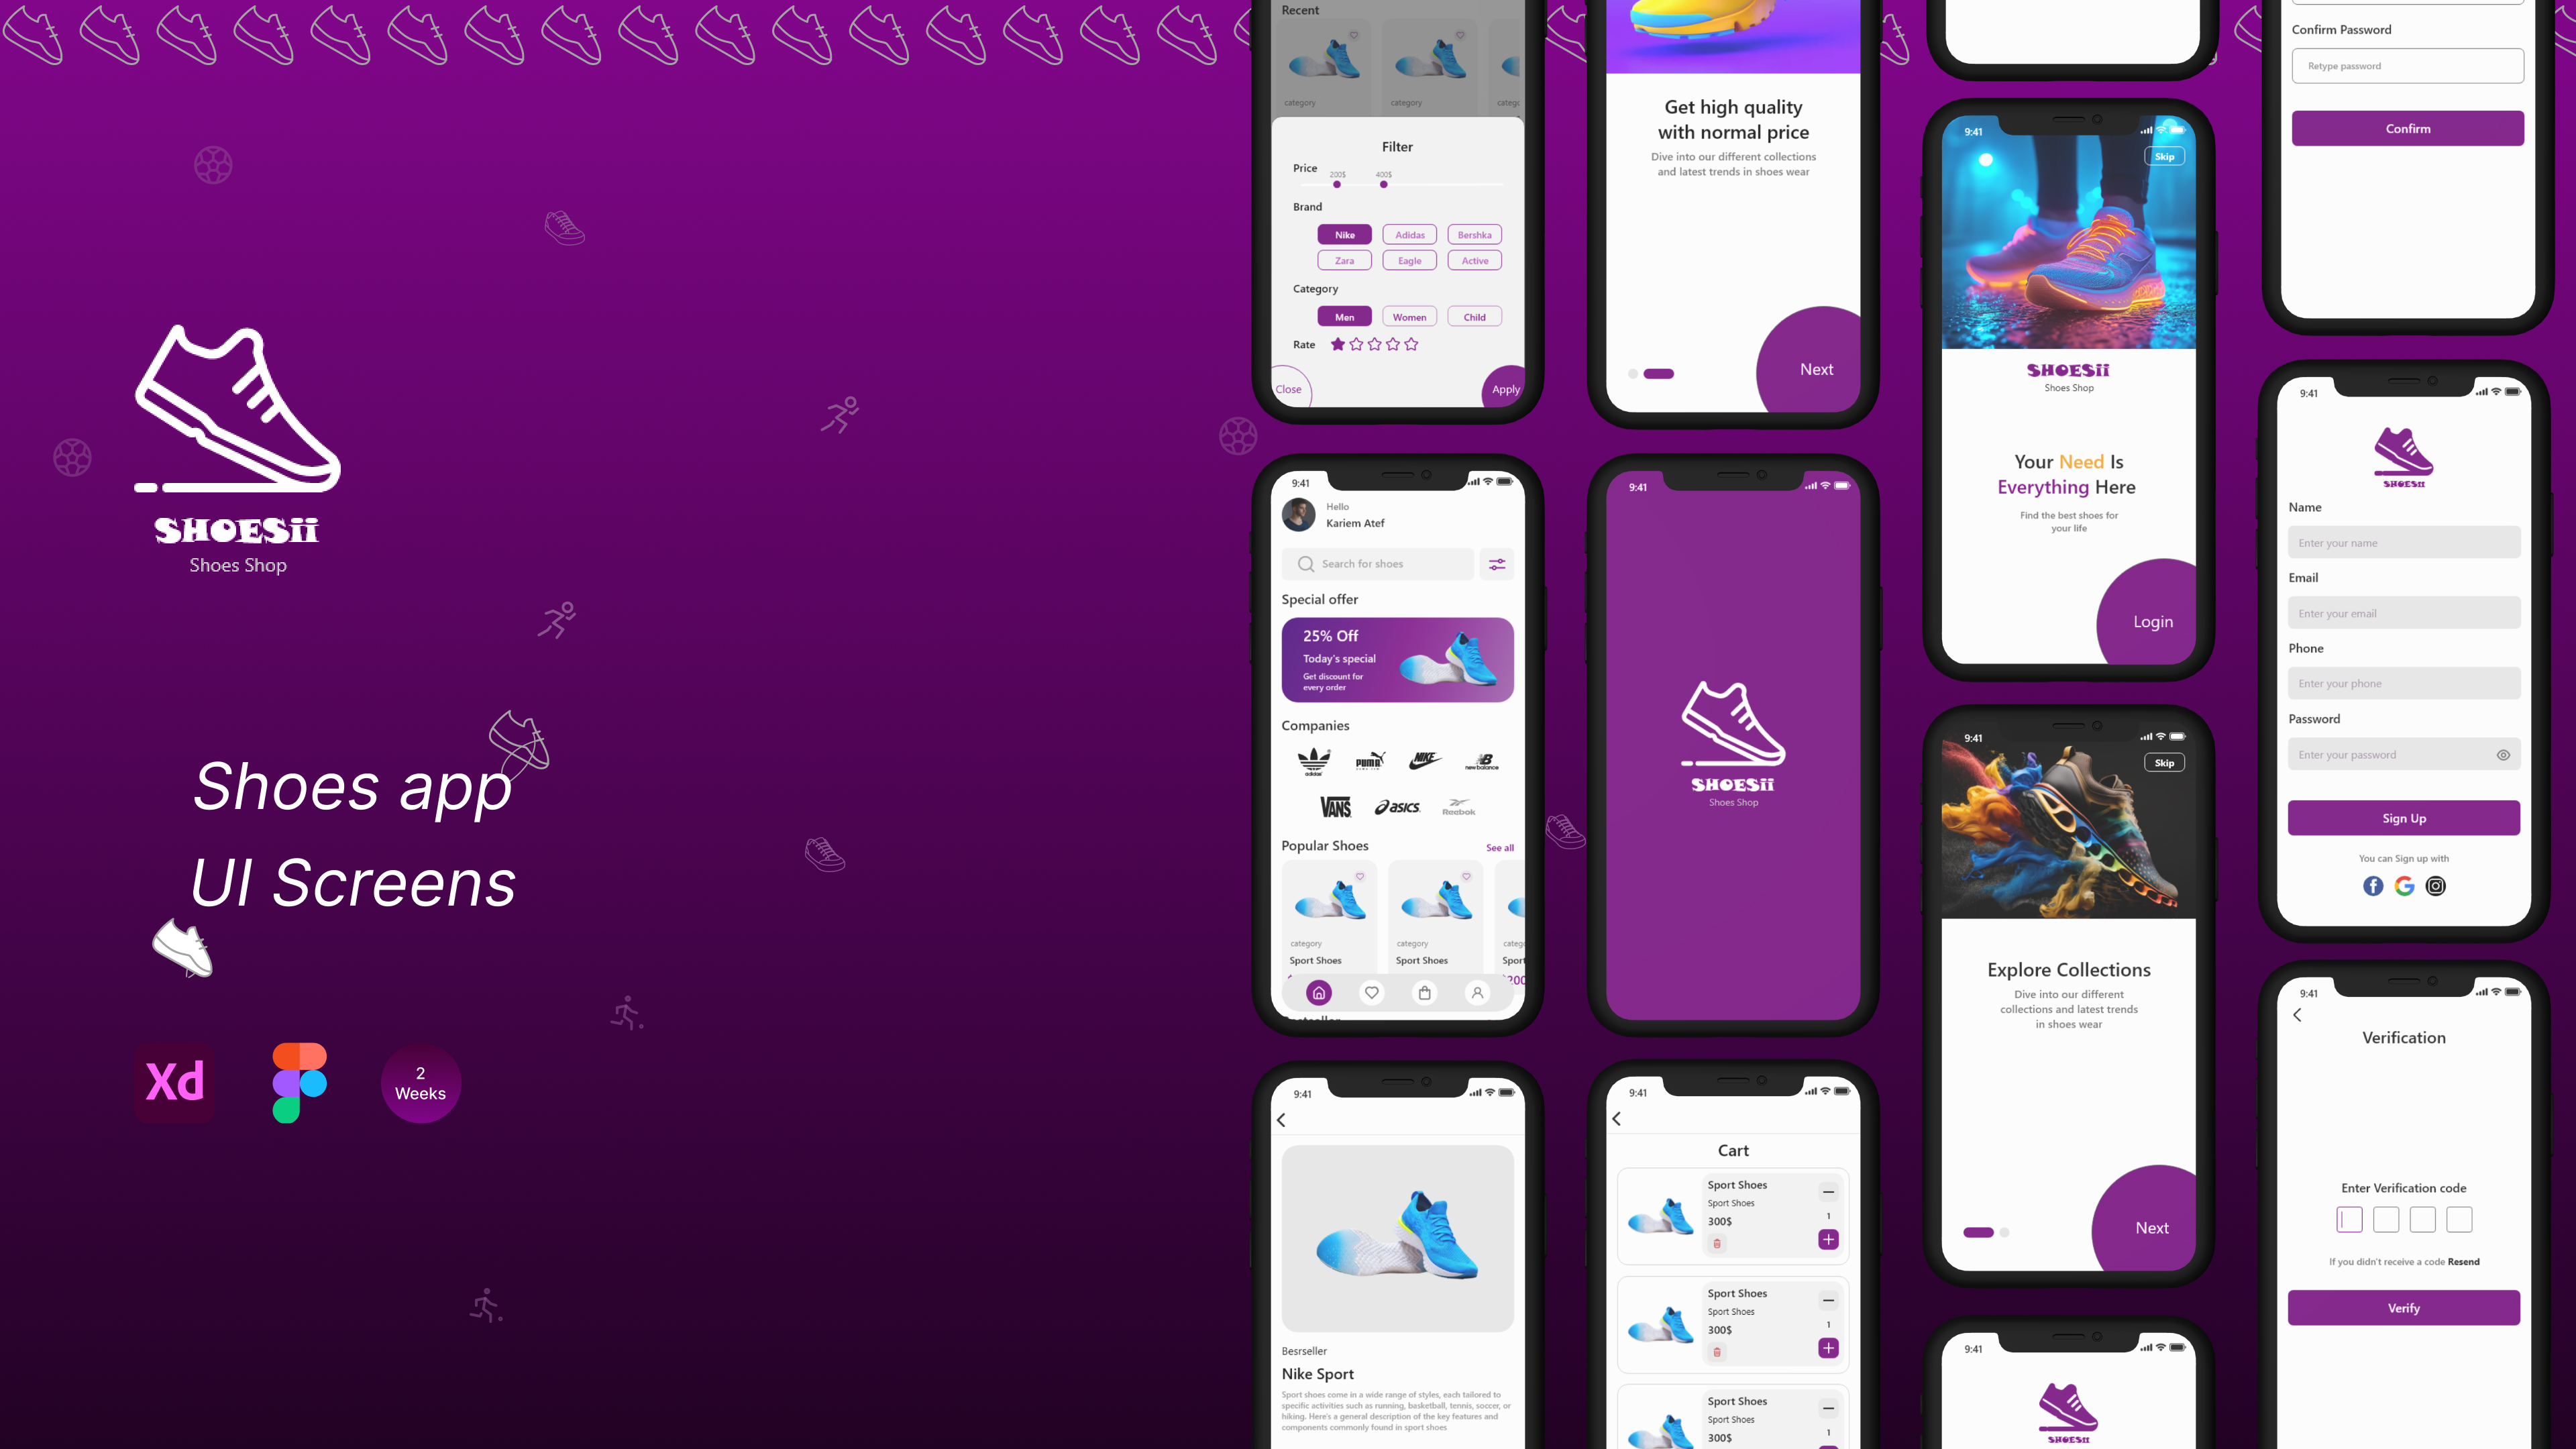 SHOESii
Shoes Shop
Shoes app
UI Screens
Xd
2
Weeks
Recent
category
category
Filter
Price
200$
400$
Brand
Nike
Adidas
Bershka
Zara
Eagle
Active
Category
Men
Women
Child
Rate
Close
Apply
9:41
Hello
Kariem Atef
Search for shoes
Special offer
25% Off
Today's special
Get discount for
every order
Companies
adidas
PUMA
NIKE
new balance
VANS
asics
Reebok
Popular Shoes
See all
category
Sport Shoes
category
Sport Shoes
9:41
Besrseller
Nike Sport
Sport shoes come in a wide range of styles, each tailored to
specific activities such as running, basketball, tennis, soccer, or
hiking. Here's a general description of the key features and
components commonly found in sport shoes
Get high quality
with normal price
Dive into our different collections
and latest trends in shoes wear
Next
9:41
SHOESii
Shoes Shop
9:41
Cart
Sport Shoes
Sport Shoes
300$
1
Sport Shoes
Sport Shoes
300$
1
Sport Shoes
Sport Shoes
300$
1
9:41
Skip
SHOESii
Shoes Shop
Your Need Is
Everything Here
Find the best shoes for
your life
Login
9:41
Skip
Explore Collections
Dive into our different
collections and latest trends
in shoes wear
Next
9:41
SHOESii
Confirm Password
Retype password
Confirm
9:41
SHOESii
Name
Enter your name
Email
Enter your email
Phone
Enter your phone
Password
Enter your password
Sign Up
You can Sign up with
9:41
Verification
Enter Verification code
If you didn't receive a code Resend
Verify